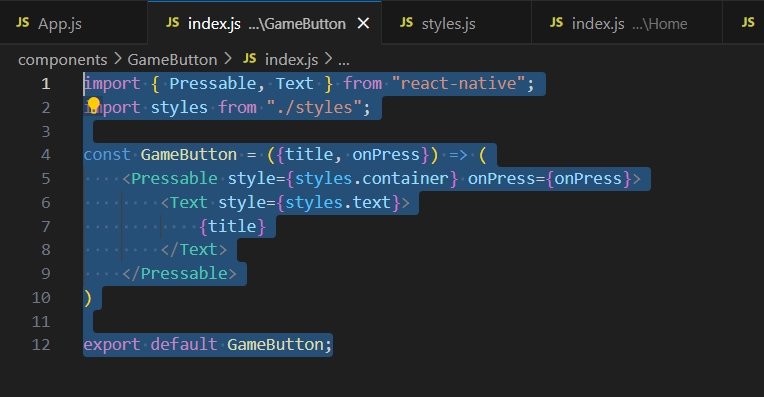 JS App.js JS index.js ...\GameButton JS styles.js JS index.js ...\Home JS
components > GameButton > JS index.js > ...
1 import { Pressable, Text } from "react-native";
2 import styles from "./styles";
3
4 const GameButton = ({title, onPress}) => (
5     <Pressable style={styles.container} onPress={onPress}>
6         <Text style={styles.text}>
7             {title}
8         </Text>
9     </Pressable>
10 )
11
12 export default GameButton;